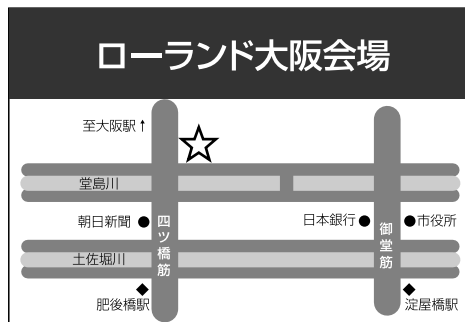 ローランド大阪会場
至大阪駅↑
堂島川
朝日新聞
四ツ橋筋
日本銀行
御堂筋
市役所
土佐堀川
肥後橋駅
淀屋橋駅